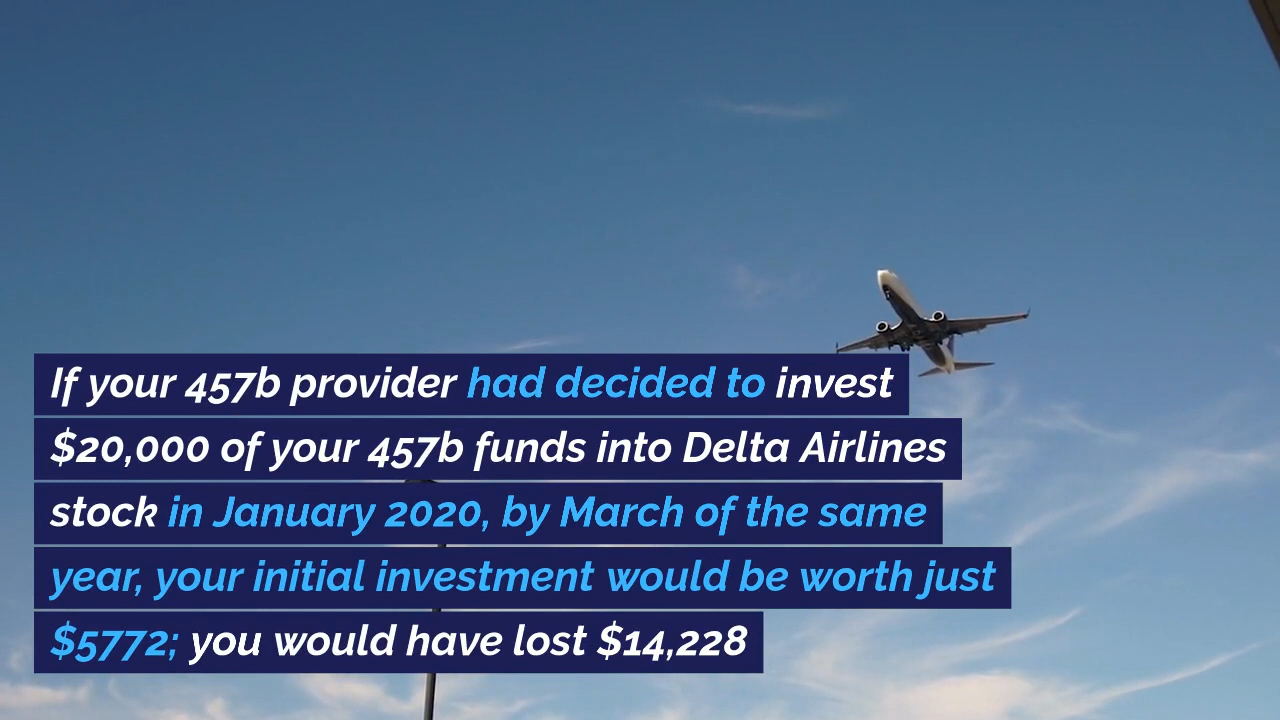 If your 457b provider had decided to invest
$20,000 of your 457b funds into Delta Airlines
stock in January 2020, by March of the same
year, your initial investment would be worth just
$5772; you would have lost $14,228